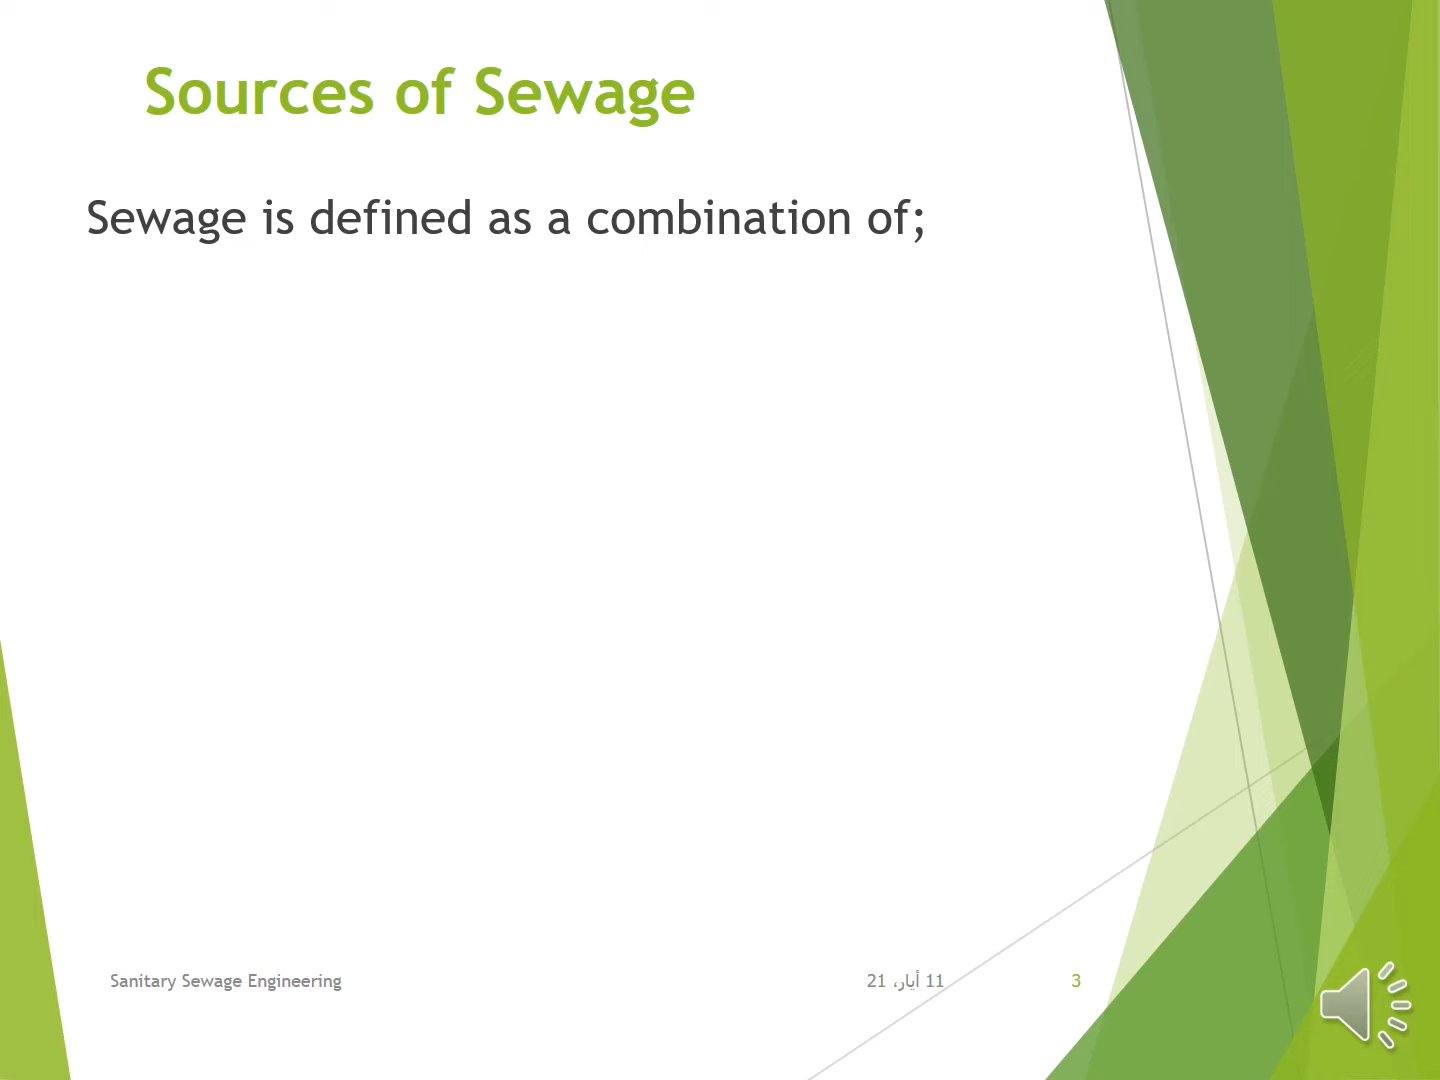 Sources of Sewage
Sewage is defined as a combination of;
Sanitary Sewage Engineering
11 أيار، 21
3